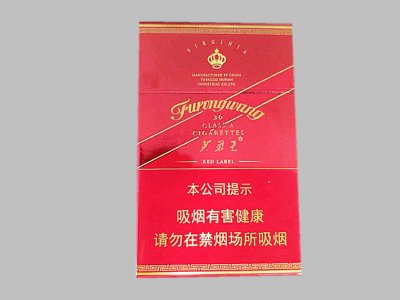 VIRGINIA
MANUFACTURED BY CHINA
TOBACCO HUNAN
INDUSTRIAL CO.,LTD.
Furongwang
20
CLASS A
CIGARETTES
芙蓉王®
RED LABEL
本公司提示
吸烟有害健康
请勿在禁烟场所吸烟